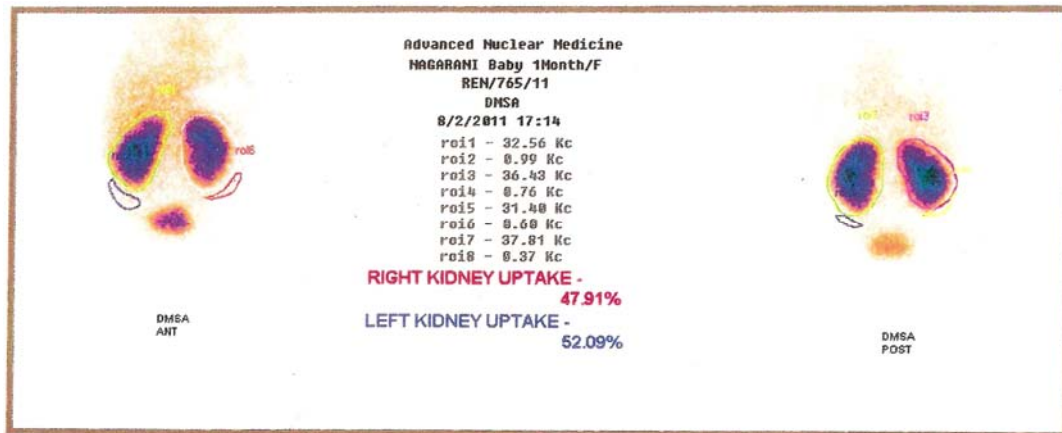 Advanced Nuclear Medicine
NAGARANI Baby 1Month/F
REN/765/11
DMSA
8/2/2011 17:14
roi1 - 32.56 Kc
roi2 - 0.99 Kc
roi3 - 36.43 Kc
roi4 - 0.76 Kc
roi5 - 31.40 Kc
roi6 - 0.60 Kc
roi7 - 37.81 Kc
roi8 - 0.37 Kc
RIGHT KIDNEY UPTAKE -
47.91%
LEFT KIDNEY UPTAKE -
52.09%
roi6
DMSA
ANT
roi3
DMSA
POST